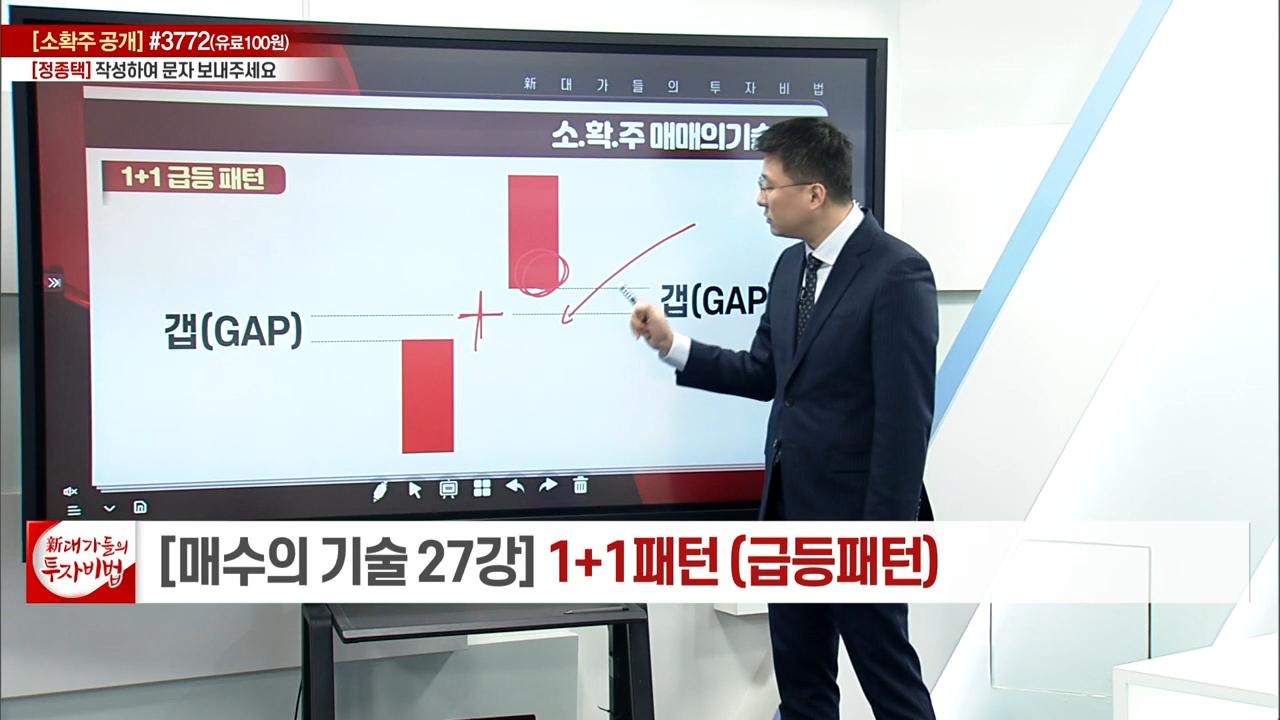 [소확주 공개] #3772(유료100원)
[정종택] 작성하여 문자 보내주세요
新 대가들의 투자비법
소.확.주 매매의기술
1+1 급등 패턴
갭(GAP)
갭(GAP
新대가들의
투자비법
[매수의 기술 27강] 1+1패턴 (급등패턴)